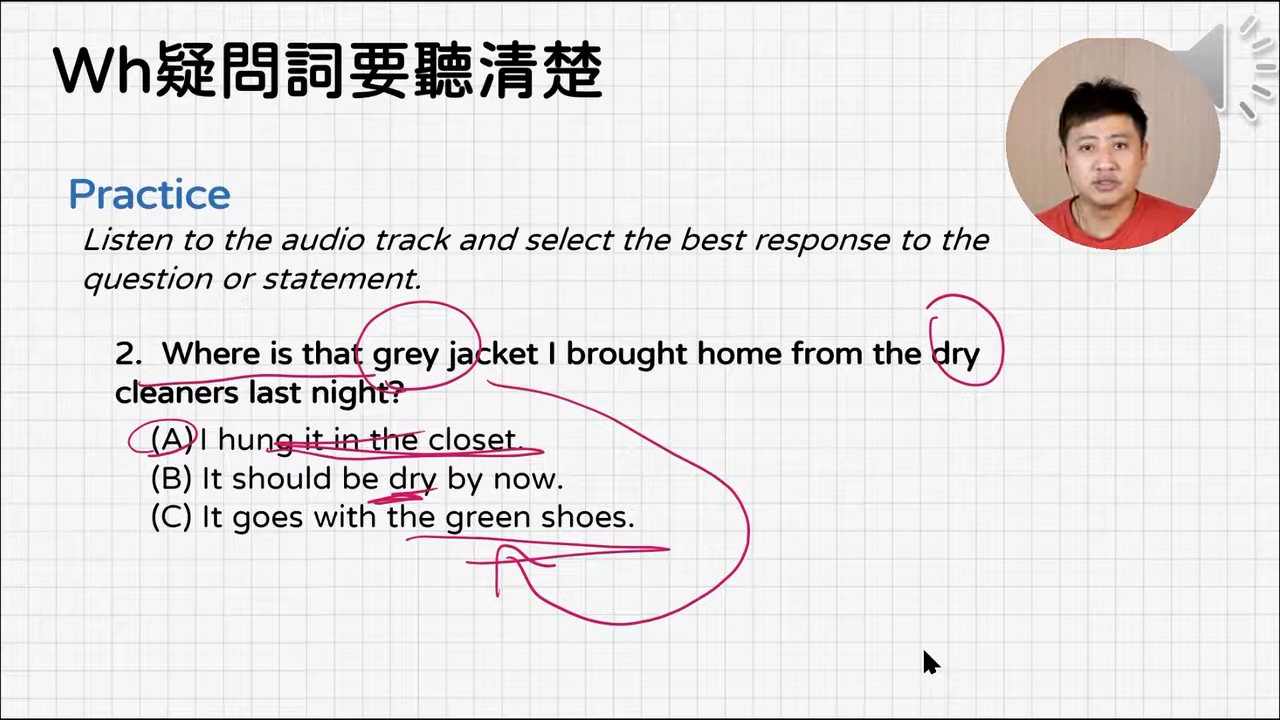 Wh疑問詞要聽清楚
Practice
Listen to the audio track and select the best response to the
question or statement.
2. Where is that grey jacket I brought home from the dry
cleaners last night?
(A) I hung it in the closet.
(B) It should be dry by now.
(C) It goes with the green shoes.